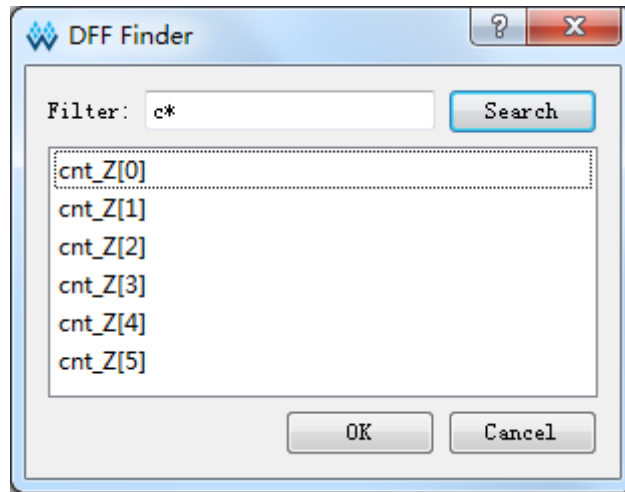 DFF Finder
Filter: c* Search
cnt_Z[0]
cnt_Z[1]
cnt_Z[2]
cnt_Z[3]
cnt_Z[4]
cnt_Z[5]
OK Cancel